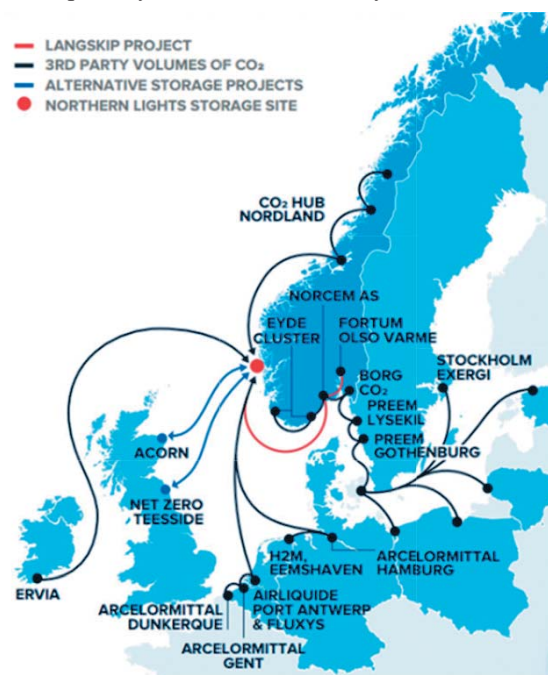 LANGSKIP PROJECT
3RD PARTY VOLUMES OF CO₂
ALTERNATIVE STORAGE PROJECTS
NORTHERN LIGHTS STORAGE SITE
CO₂ HUB
NORDLAND
NORCEM AS
EYDE
CLUSTER
FORTUM
OLSO VARME
STOCKHOLM
EXERGI
BORG
CO₂
PREEM
LYSEKIL
PREEM
GOTHENBURG
ACORN
NET ZERO
TEESSIDE
ERVIA
H2M,
EEMSHAVEN
ARCELORMITTAL
HAMBURG
AIRLIQUIDE
PORT ANTWERP
& FLUXYS
ARCELORMITTAL
DUNKERQUE
ARCELORMITTAL
GENT